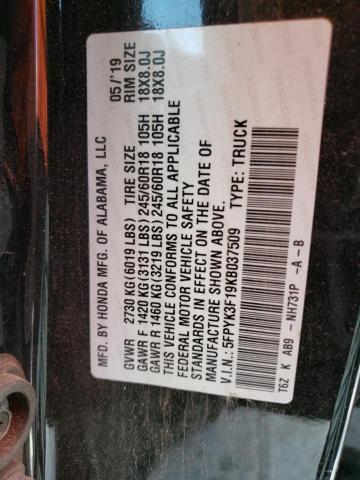 MFD. BY HONDA MFG. OF ALABAMA, LLC 05/'19
GVWR 2730 KG (6019 LBS) TIRE SIZE RIM SIZE
GAWR F 1420 KG (3131 LBS) 245/60R18 105H 18X8.0J
GAWR R 1460 KG (3219 LBS) 245/60R18 105H 18X8.0J
THIS VEHICLE CONFORMS TO ALL APPLICABLE
FEDERAL MOTOR VEHICLE SAFETY
STANDARDS IN EFFECT ON THE DATE OF
MANUFACTURE SHOWN ABOVE.
V.I.N.: 5FPYK3F19KB037509 TYPE: TRUCK
T6Z K AB9 - NH731P -A-B